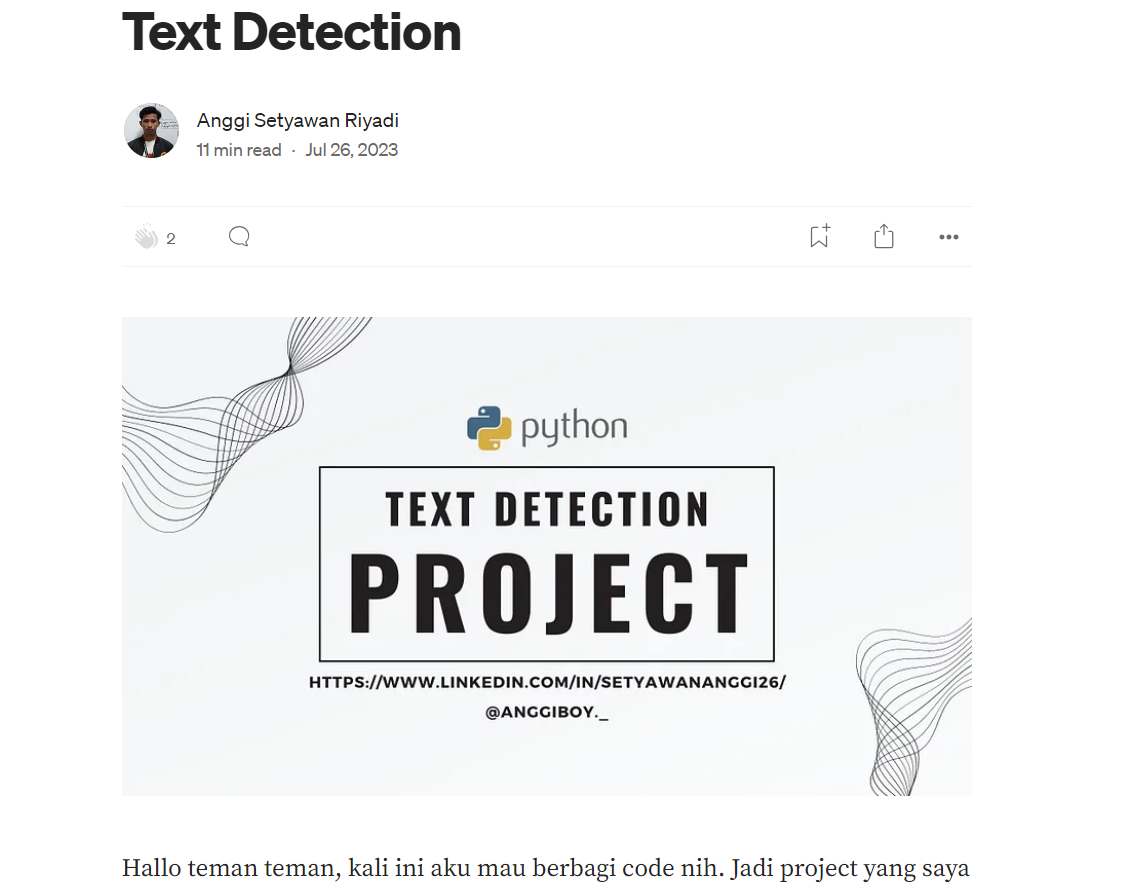 Text Detection
Anggi Setyawan Riyadi
11 min read · Jul 26, 2023
2
python
TEXT DETECTION
PROJECT
HTTPS://WWW.LINKEDIN.COM/IN/SETYAWANANGGI26/
@ANGGIBOY._
Hallo teman teman, kali ini aku mau berbagi code nih. Jadi project yang saya